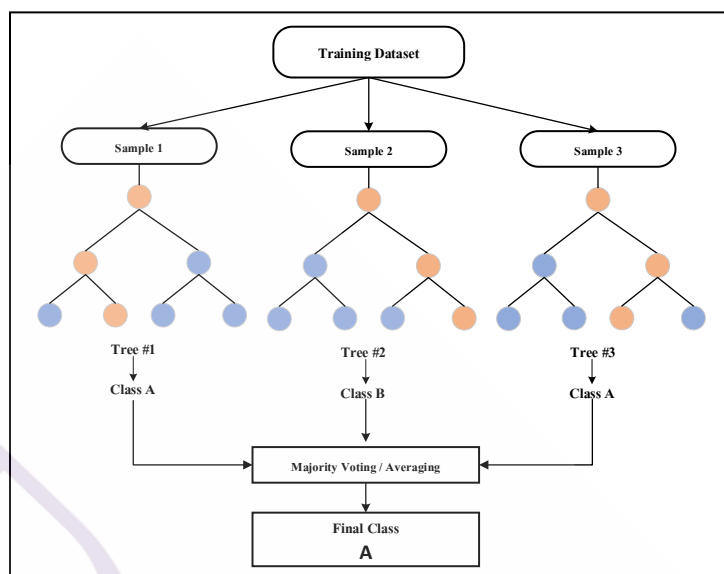 Training Dataset
Sample 1
Sample 2
Sample 3
Tree #1
Tree #2
Tree #3
Class A
Class B
Class A
Majority Voting / Averaging
Final Class
A